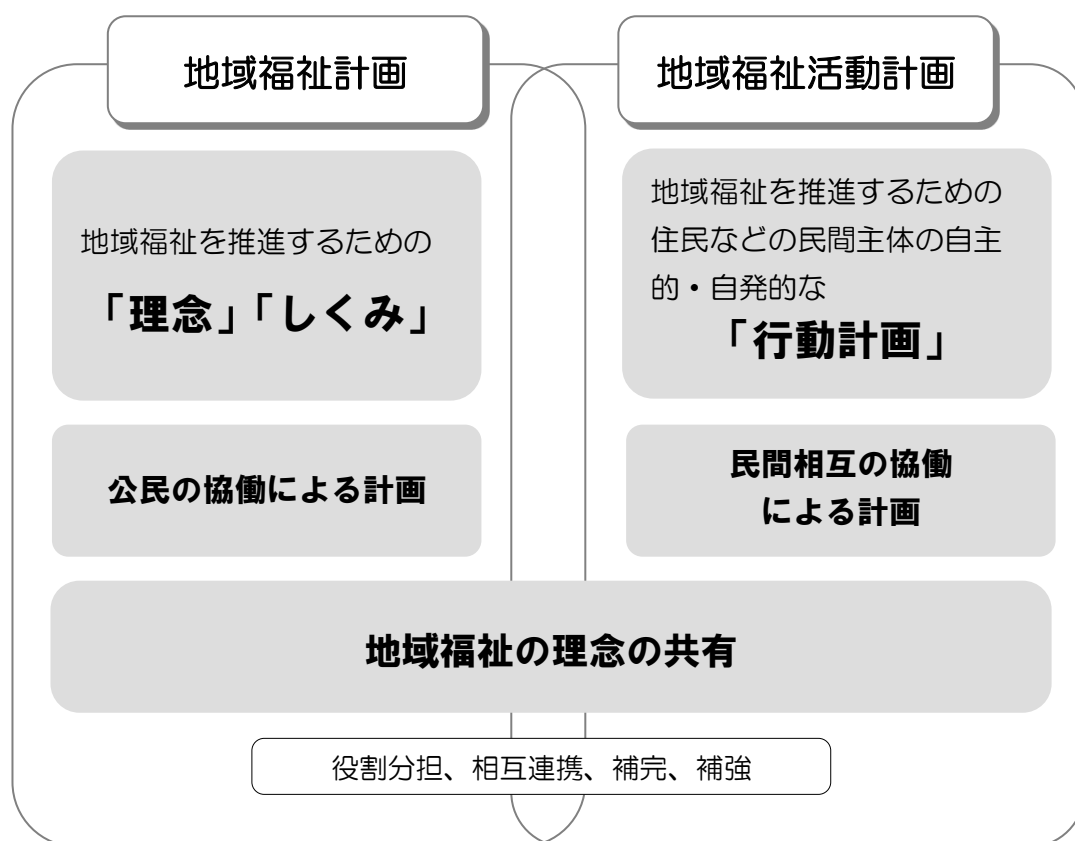 地域福祉計画
地域福祉を推進するための
「理念」「しくみ」
公民の協働による計画
地域福祉活動計画
地域福祉を推進するための
住民などの民間主体の自主
的・自発的な
「行動計画」
民間相互の協働
による計画
地域福祉の理念の共有
役割分担、相互連携、補完、補強